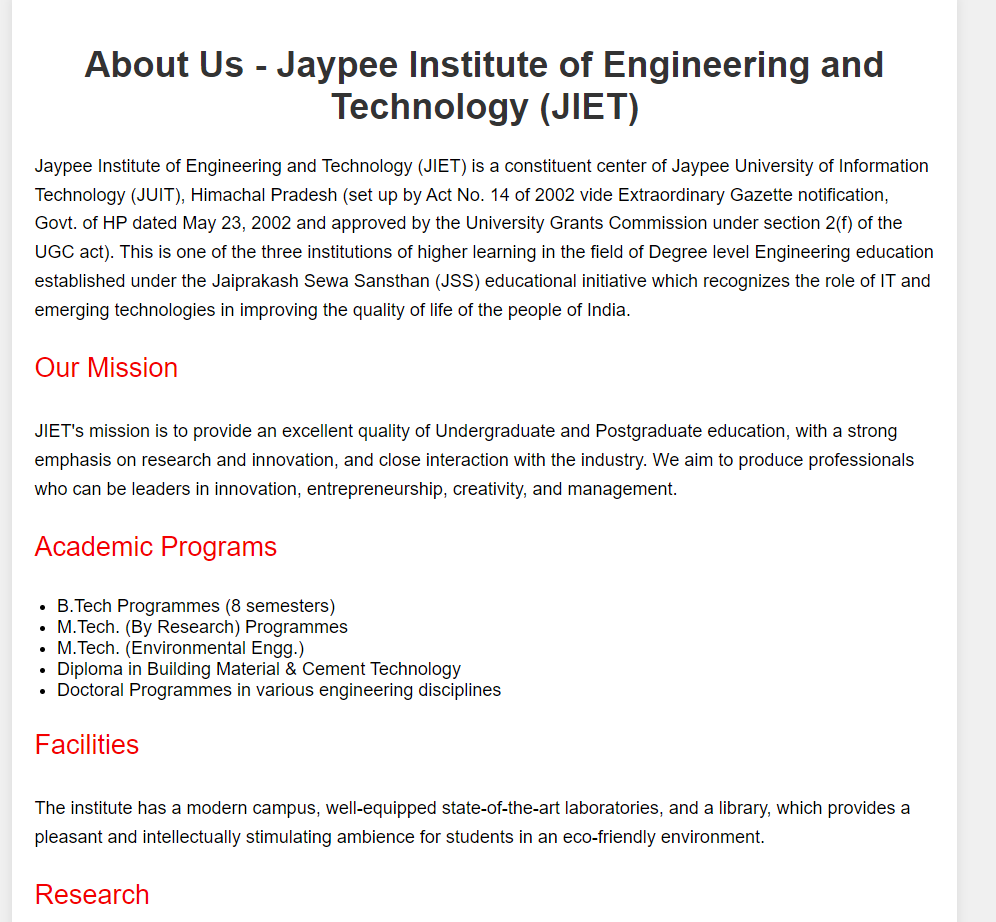 About Us - Jaypee Institute of Engineering and
Technology (JIET)
Jaypee Institute of Engineering and Technology (JIET) is a constituent center of Jaypee University of Information
Technology (JUIT), Himachal Pradesh (set up by Act No. 14 of 2002 vide Extraordinary Gazette notification,
Govt. of HP dated May 23, 2002 and approved by the University Grants Commission under section 2(f) of the
UGC act). This is one of the three institutions of higher learning in the field of Degree level Engineering education
established under the Jaiprakash Sewa Sansthan (JSS) educational initiative which recognizes the role of IT and
emerging technologies in improving the quality of life of the people of India.
Our Mission
JIET's mission is to provide an excellent quality of Undergraduate and Postgraduate education, with a strong
emphasis on research and innovation, and close interaction with the industry. We aim to produce professionals
who can be leaders in innovation, entrepreneurship, creativity, and management.
Academic Programs
• B.Tech Programmes (8 semesters)
• M.Tech. (By Research) Programmes
• M.Tech. (Environmental Engg.)
• Diploma in Building Material & Cement Technology
• Doctoral Programmes in various engineering disciplines
Facilities
The institute has a modern campus, well-equipped state-of-the-art laboratories, and a library, which provides a
pleasant and intellectually stimulating ambience for students in an eco-friendly environment.
Research